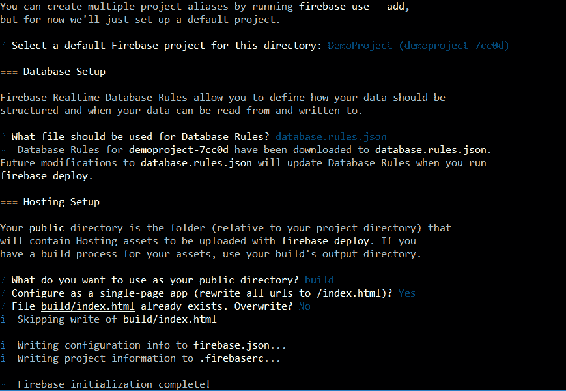 You can create multiple project aliases by running firebase use --add,
but for now we'll just set up a default project.
? Select a default Firebase project for this directory: DemoProject (demoproject-7cc0d)
=== Database Setup
Firebase Realtime Database Rules allow you to define how your data should be
structured and when your data can be read from and written to.
? What file should be used for Database Rules? database.rules.json
Database Rules for demoproject-7cc0d have been downloaded to database.rules.json.
Future modifications to database.rules.json will update Database Rules when you run
firebase deploy.
=== Hosting Setup
Your public directory is the folder (relative to your project directory) that
will contain Hosting assets to be uploaded with firebase deploy. If you
have a build process for your assets, use your build's output directory.
? What do you want to use as your public directory? build
? Configure as a single-page app (rewrite all urls to /index.html)? Yes
? File build/index.html already exists. Overwrite? No
i Skipping write of build/index.html
i Writing configuration info to firebase.json...
i Writing project information to .firebaserc...
Firebase initialization complete!